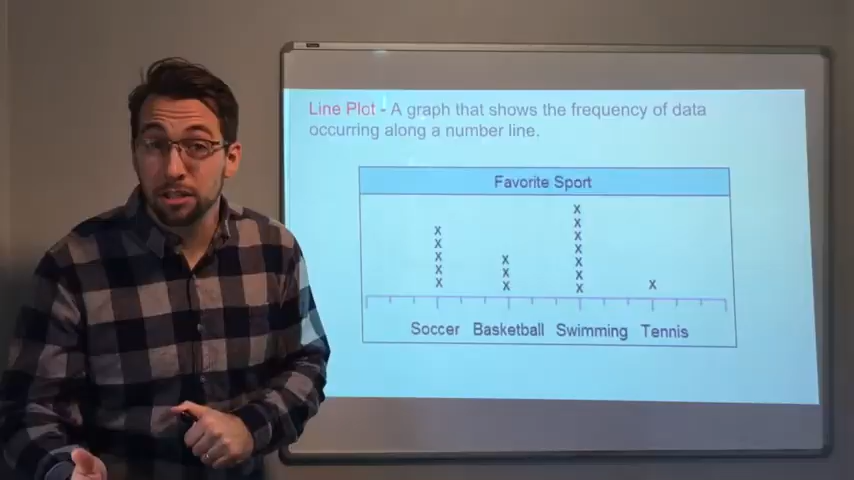 Line Plot - A graph that shows the frequency of data
occurring along a number line.
Favorite Sport
X
X X
X X
X X X
X X X
X X X
X X X X
Soccer Basketball Swimming Tennis